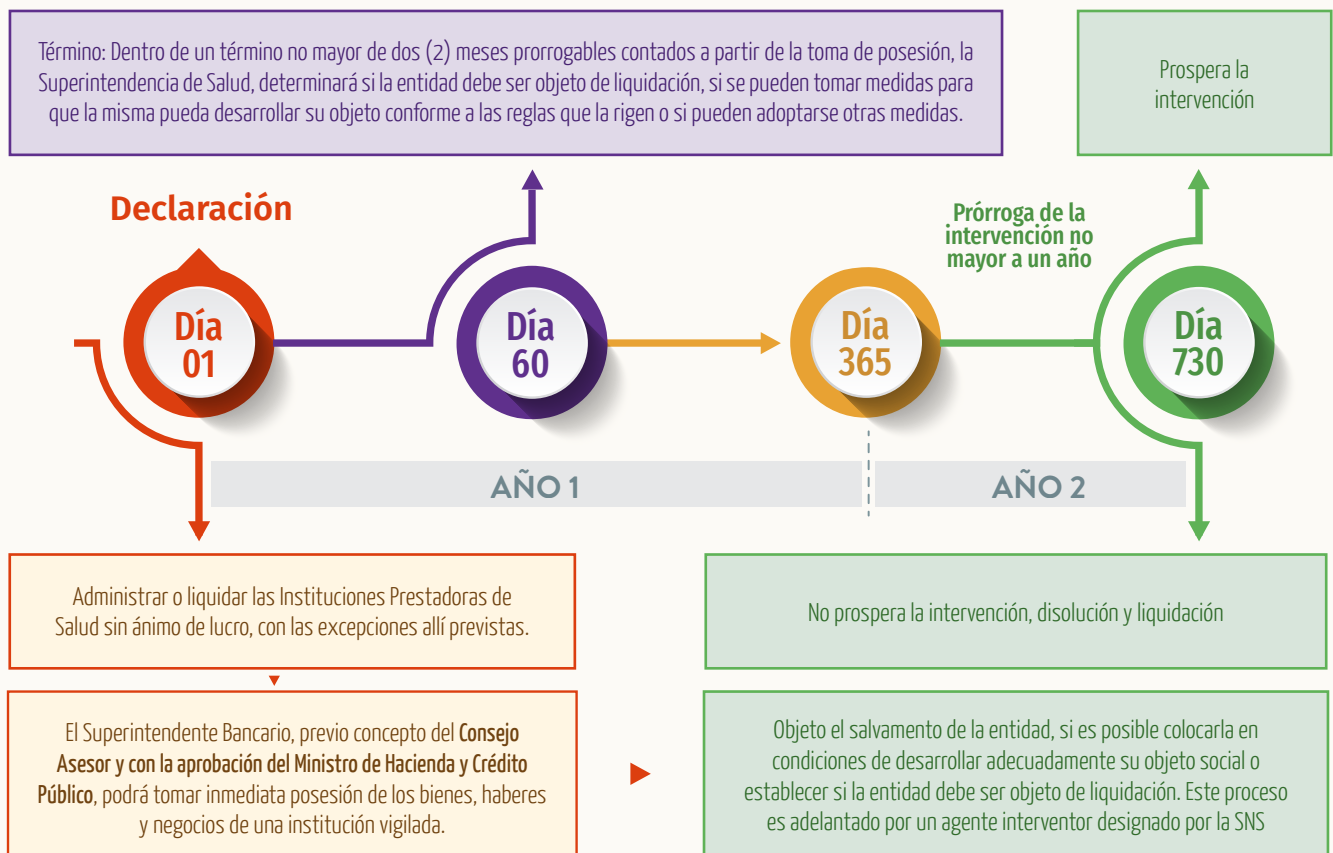 Término: Dentro de un término no mayor de dos (2) meses prorrogables contados a partir de la toma de posesión, la
Superintendencia de Salud, determinará si la entidad debe ser objeto de liquidación, si se pueden tomar medidas para
que la misma pueda desarrollar su objeto conforme a las reglas que la rigen o si pueden adoptarse otras medidas.
Prospera la
intervención
Declaración
Prórroga de la
intervención no
mayor a un año
Día
01
Día
60
Día
365
Día
730
AÑO 1
AÑO 2
Administrar o liquidar las Instituciones Prestadoras de
Salud sin ánimo de lucro, con las excepciones allí previstas.
No prospera la intervención, disolución y liquidación
El Superintendente Bancario, previo concepto del Consejo
Asesor y con la aprobación del Ministro de Hacienda y Crédito
Público, podrá tomar inmediata posesión de los bienes, haberes
y negocios de una institución vigilada.
Objeto el salvamento de la entidad, si es posible colocarla en
condiciones de desarrollar adecuadamente su objeto social o
establecer si la entidad debe ser objeto de liquidación. Este proceso
es adelantado por un agente interventor designado por la SNS